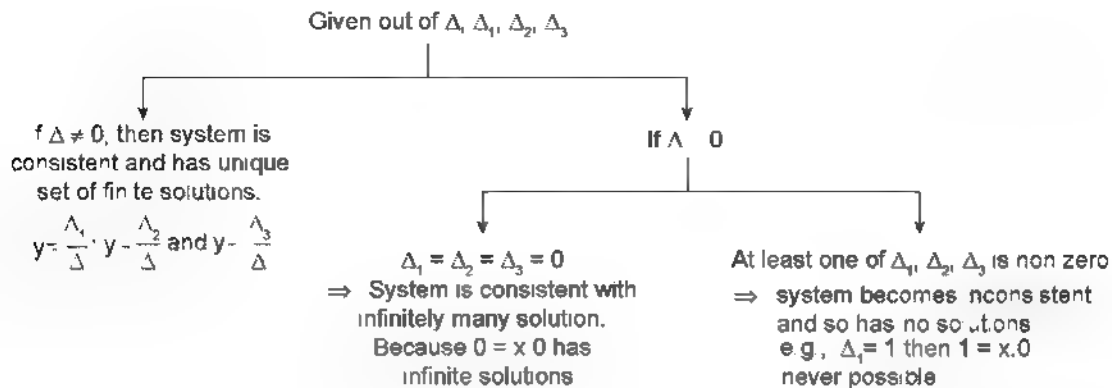 Given out of Δ, Δ₁, Δ₂, Δ₃
f Δ ≠ 0, then system is
consistent and has unique
set of fin te solutions.
y= Δ₁/Δ , y - Δ₂/Δ and y- Δ₃/Δ
If Δ 0
Δ₁ = Δ₂ = Δ₃ = 0
⇒ System is consistent with
infinitely many solution.
Because 0 = x 0 has
infinite solutions
At least one of Δ₁, Δ₂, Δ₃ is non zero
⇒ system becomes ncons stent
and so has no so utions
e.g., Δ₁= 1 then 1 = x.0
never possible